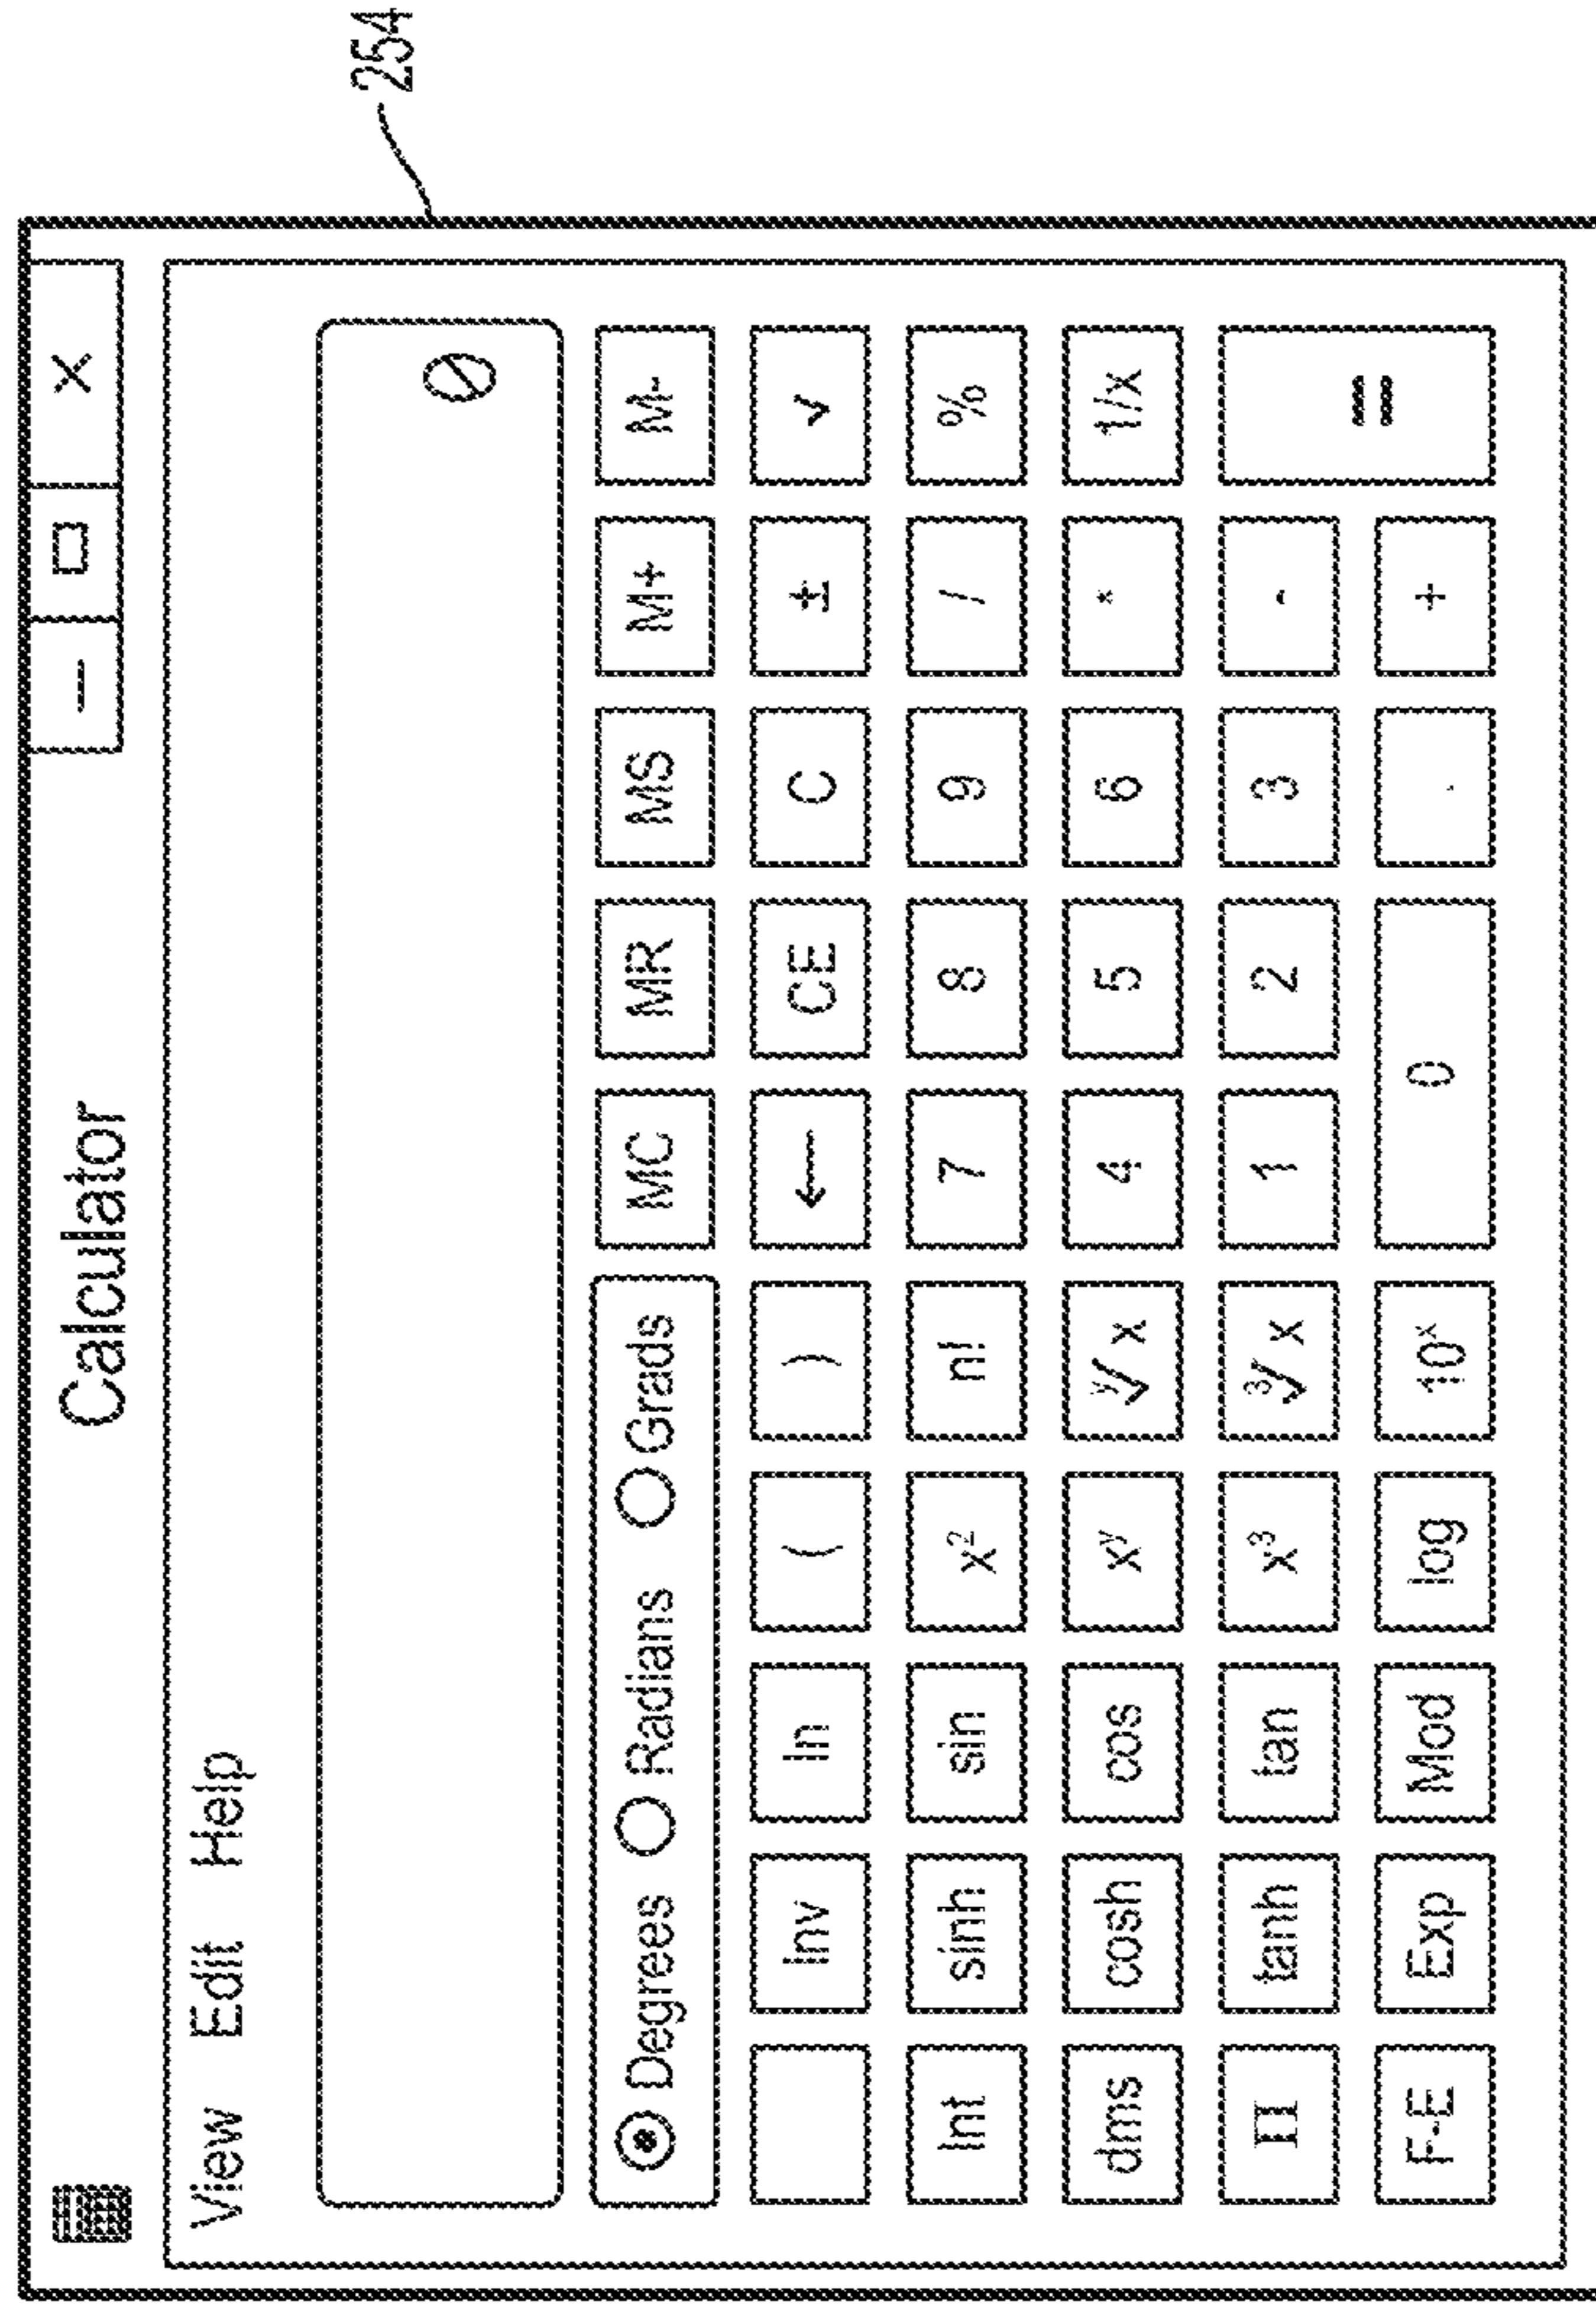 254
Calculator
View Edit Help
0
Degrees Radians Grads MC MR MS M+ M-
Inv ln ( ) ← CE C ± √
Int sinh sin x² n! 7 8 9 / %
dms cosh cos xʸ ʸ√x 4 5 6 * 1/x
Π tanh tan x³ ³√x 1 2 3 - =
F-E Exp Mod log 10ˣ 0 . +